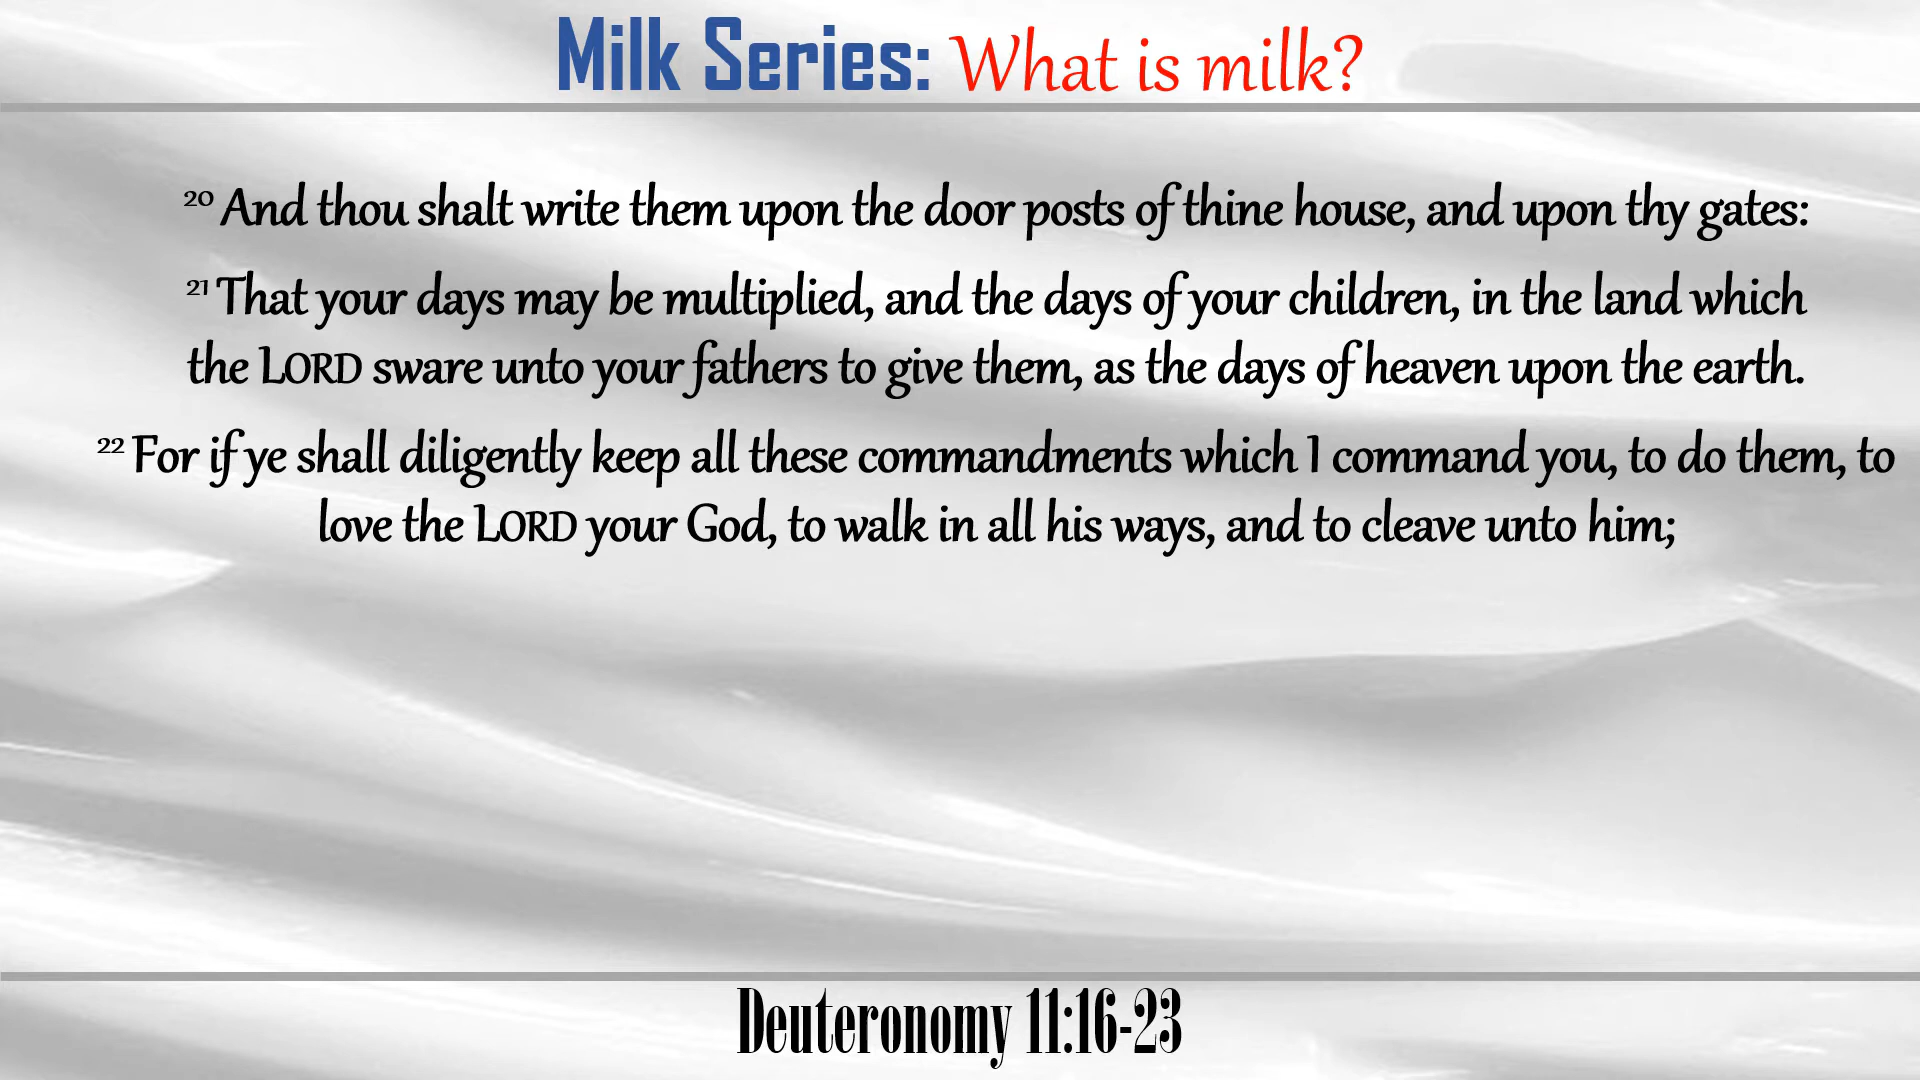 Milk Series: What is milk?
20 And thou shalt write them upon the door posts of thine house, and upon thy gates:
21 That your days may be multiplied, and the days of your children, in the land which
the LORD sware unto your fathers to give them, as the days of heaven upon the earth.
22 For if ye shall diligently keep all these commandments which I command you, to do them, to
love the LORD your God, to walk in all his ways, and to cleave unto him;
Deuteronomy 11:16-23